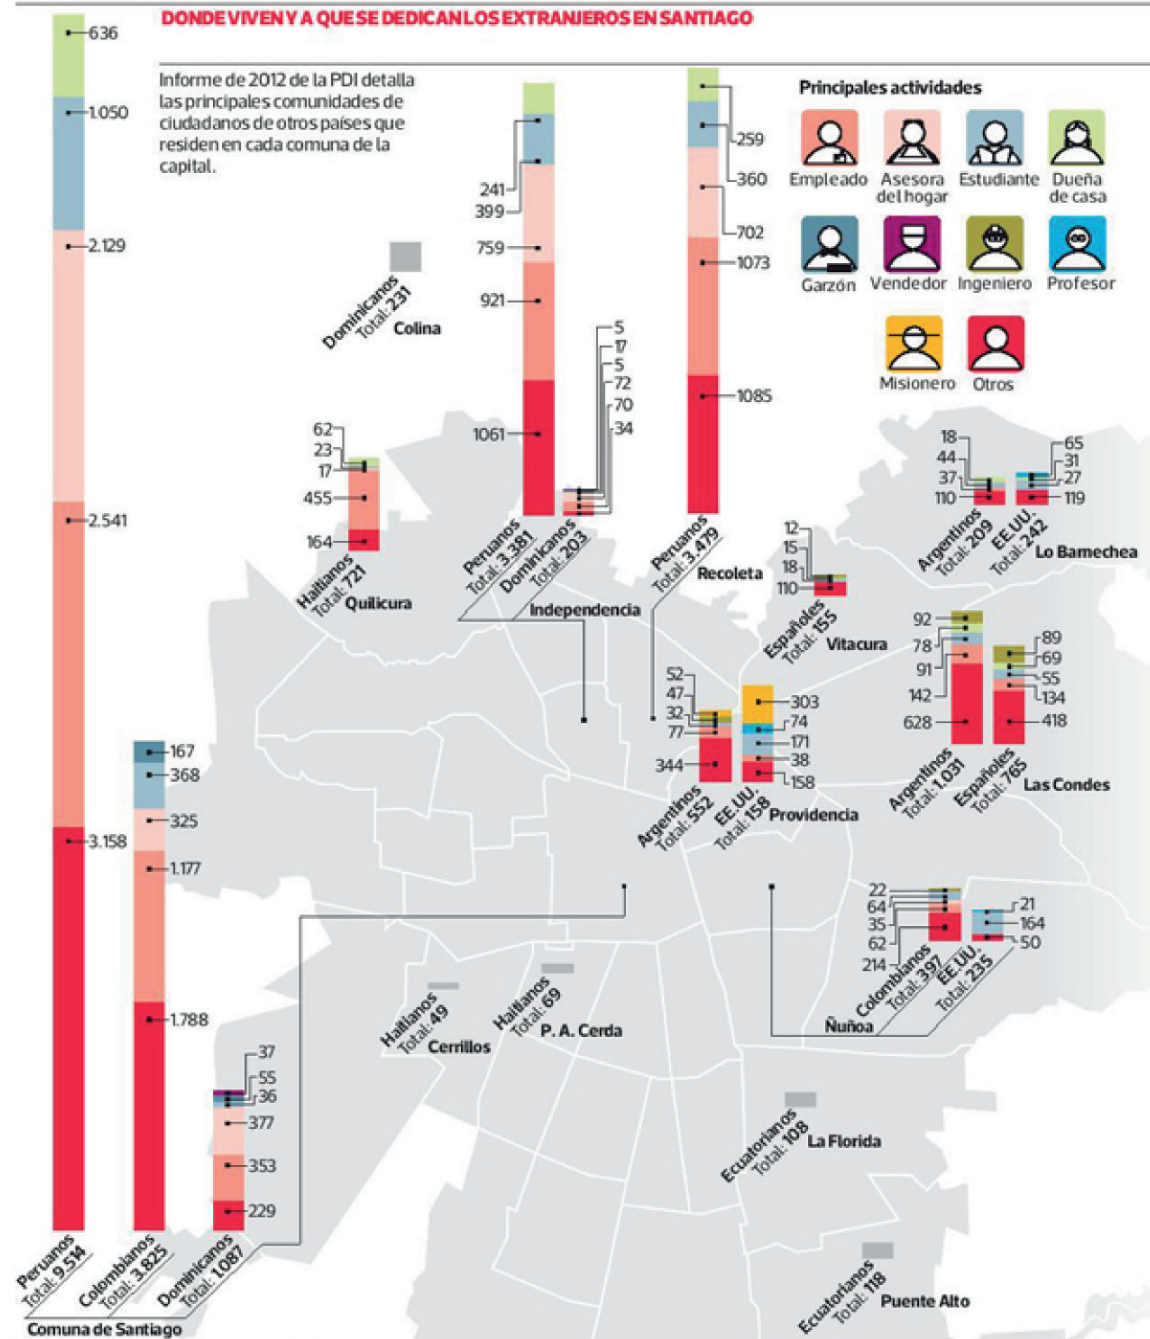 DONDE VIVEN Y A QUE SE DEDICAN LOS EXTRANJEROS EN SANTIAGO
Informe de 2012 de la PDI detalla
las principales comunidades de
ciudadanos de otros países que
residen en cada comuna de la
capital.
Principales actividades
Empleado
Asesora
del hogar
Estudiante
Dueña
de casa
Garzón
Vendedor
Ingeniero
Profesor
Misionero
Otros
636
1050
2.129
2.541
3.158
Peruanos
Total: 9.514
167
368
325
1.177
1.788
Colombianos
Total: 3.825
37
55
36
377
353
229
Dominicanos
Total: 1.087
Comuna de Santiago
Dominicanos
Total: 231
Colina
62
23
17
455
164
Haitianos
Total: 721
Quilicura
241
399
759
921
1061
Peruanos
Total: 3.381
5
17
5
72
70
34
Dominicanos
Total: 203
Independencia
259
360
702
1073
1085
Peruanos
Total: 3.479
Recoleta
12
15
18
110
Españoles
Total: 155
Vitacura
18
44
37
110
Argentinos
Total: 209
65
31
27
119
EE.UU.
Total: 242
Lo Barnechea
92
78
91
142
628
Argentinos
Total: 1.031
89
69
55
134
418
Españoles
Total: 765
Las Condes
52
47
32
77
344
Argentinos
Total: 552
303
74
171
38
158
EE.UU.
Total: 158
Providencia
22
64
35
62
214
Colombianos
Total: 397
21
164
50
EE.UU.
Total: 235
Ñuñoa
Haitianos
Total: 49
Cerrillos
Haitianos
Total: 69
P. A. Cerda
Ecuatorianos
Total: 108
La Florida
Ecuatorianos
Total: 118
Puente Alto